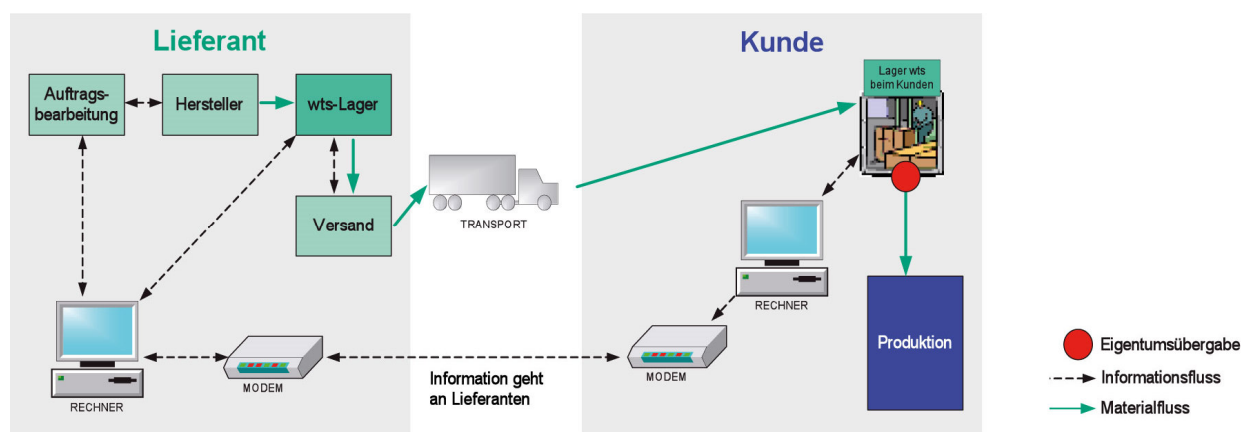 Lieferant
Kunde
Auftrags-
bearbeitung
Hersteller
wts-Lager
Lager wts
beim Kunden
Versand
TRANSPORT
RECHNER
MODEM
Information geht
an Lieferanten
RECHNER
MODEM
Produktion
Eigentumsübergabe
Informationsfluss
Materialfluss